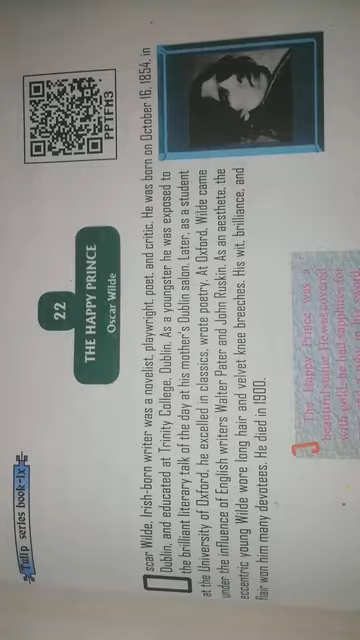 Tulip series book-ix
22
THE HAPPY PRINCE
Oscar Wilde
PPTFH3
Oscar Wilde, Irish-born writer was a novelist, playwright, poet, and critic. He was born on October 16, 1854, in
Dublin, and educated at Trinity College, Dublin. As a youngster he was exposed to
the brilliant literary talk of the day at his mother's Dublin salon. Later, as a student
at the University of Oxford, he excelled in classics, wrote poetry. At Oxford, Wilde came
under the influence of English writers Walter Pater and John Ruskin. As an aesthete, the
eccentric young Wilde wore long hair and velvet knee breeches. His wit, brilliance, and
flair won him many devotees. He died in 1900.
The Happy Prince was a
beautiful statue. He was covered
with gold, he had sapphires for